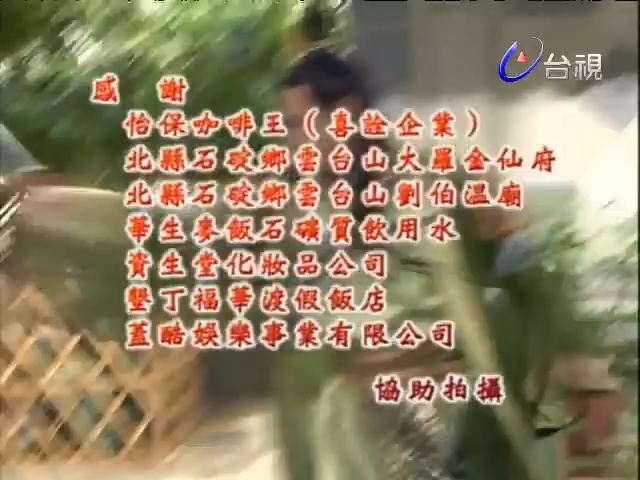 台視
感謝
怡保咖啡王(喜詮企業)
北縣石碇鄉雲台山大羅金仙府
北縣石碇鄉雲台山劉伯溫廟
華生麥飯石礦質飲用水
資生堂化妝品公司
墾丁福華渡假飯店
蓋酷娛樂事業有限公司
協助拍攝